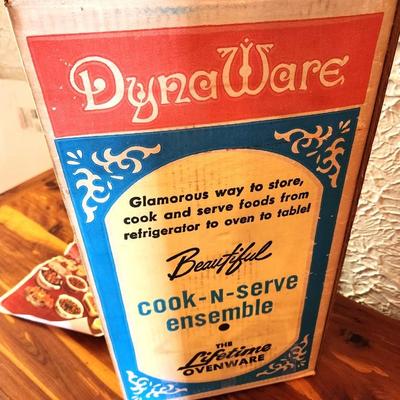 DynaWare
Glamorous way to store,
cook and serve foods from
refrigerator to oven to table!
Beautiful
cook-N-serve
ensemble
THE
Lifetime
OVENWARE